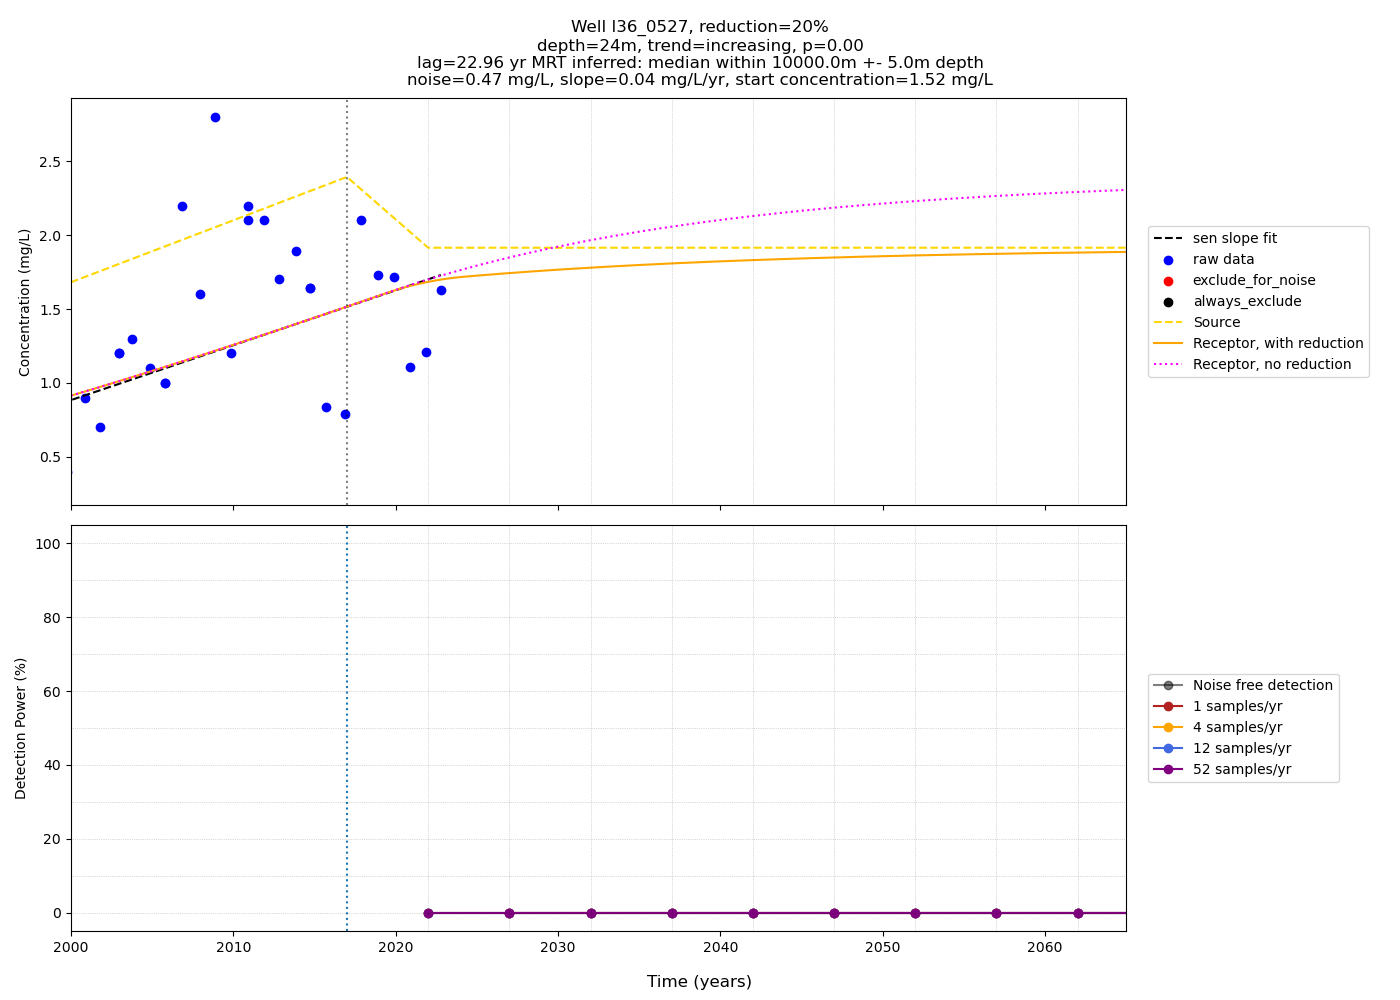 Well l36_0527, reduction=20%
depth=24m, trend=increasing, p=0.00
lag=22.96 yr MRT inferred: median within 10000.0m +- 5.0m depth
noise=0.47 mg/L, slope=0.04 mg/L/yr, start concentration=1.52 mg/L
Concentration (mg/L)
2.5
2.0
1.5
1.0
0.5
sen slope fit
raw data
exclude_for_noise
always_exclude
Source
Receptor, with reduction
Receptor, no reduction
Detection Power (%)
100
80
60
40
20
0
Noise free detection
1 samples/yr
4 samples/yr
12 samples/yr
52 samples/yr
2000
2010
2020
2030
2040
2050
2060
Time (years)